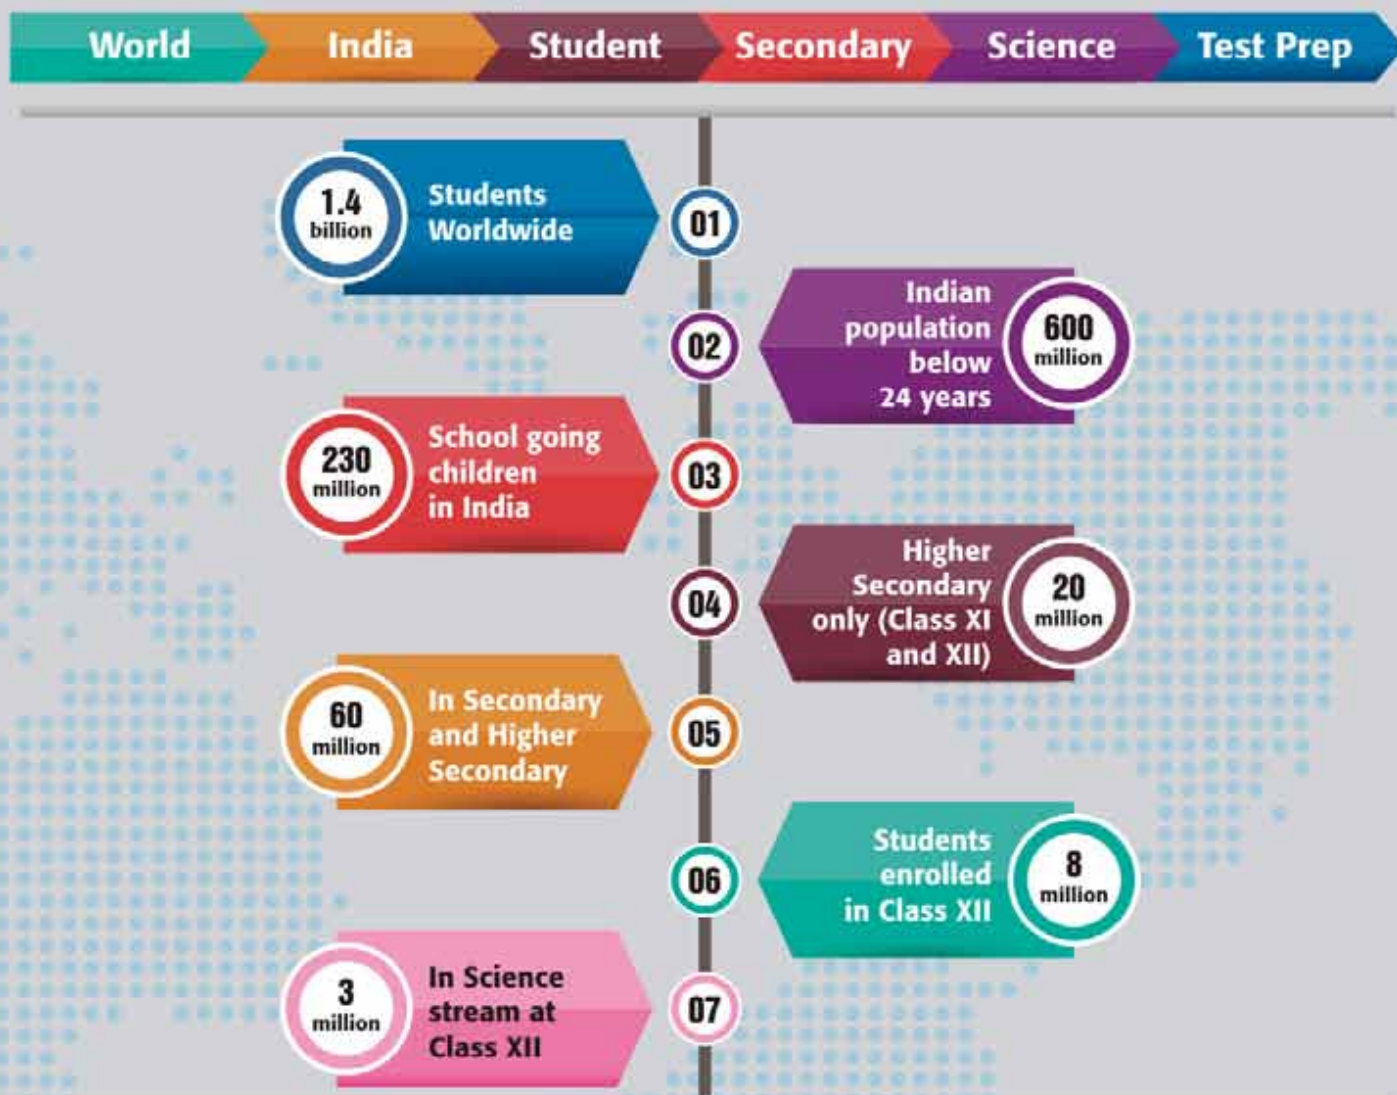 World India Student Secondary Science Test Prep
1.4
billion
Students
Worldwide
01
02
Indian
population
below
24 years
600
million
230
million
School going
children
in India
03
04
Higher
Secondary
only (Class XI
and XII)
20
million
60
million
In Secondary
and Higher
Secondary
05
06
Students
enrolled
in Class XII
8
million
3
million
In Science
stream at
Class XII
07